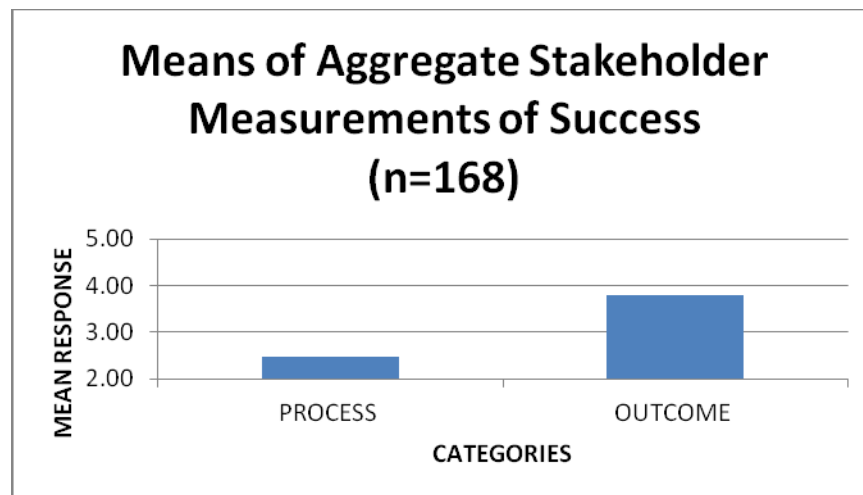 Means of Aggregate Stakeholder
Measurements of Success
(n=168)
MEAN RESPONSE
5.00
4.00
3.00
2.00
PROCESS
OUTCOME
CATEGORIES